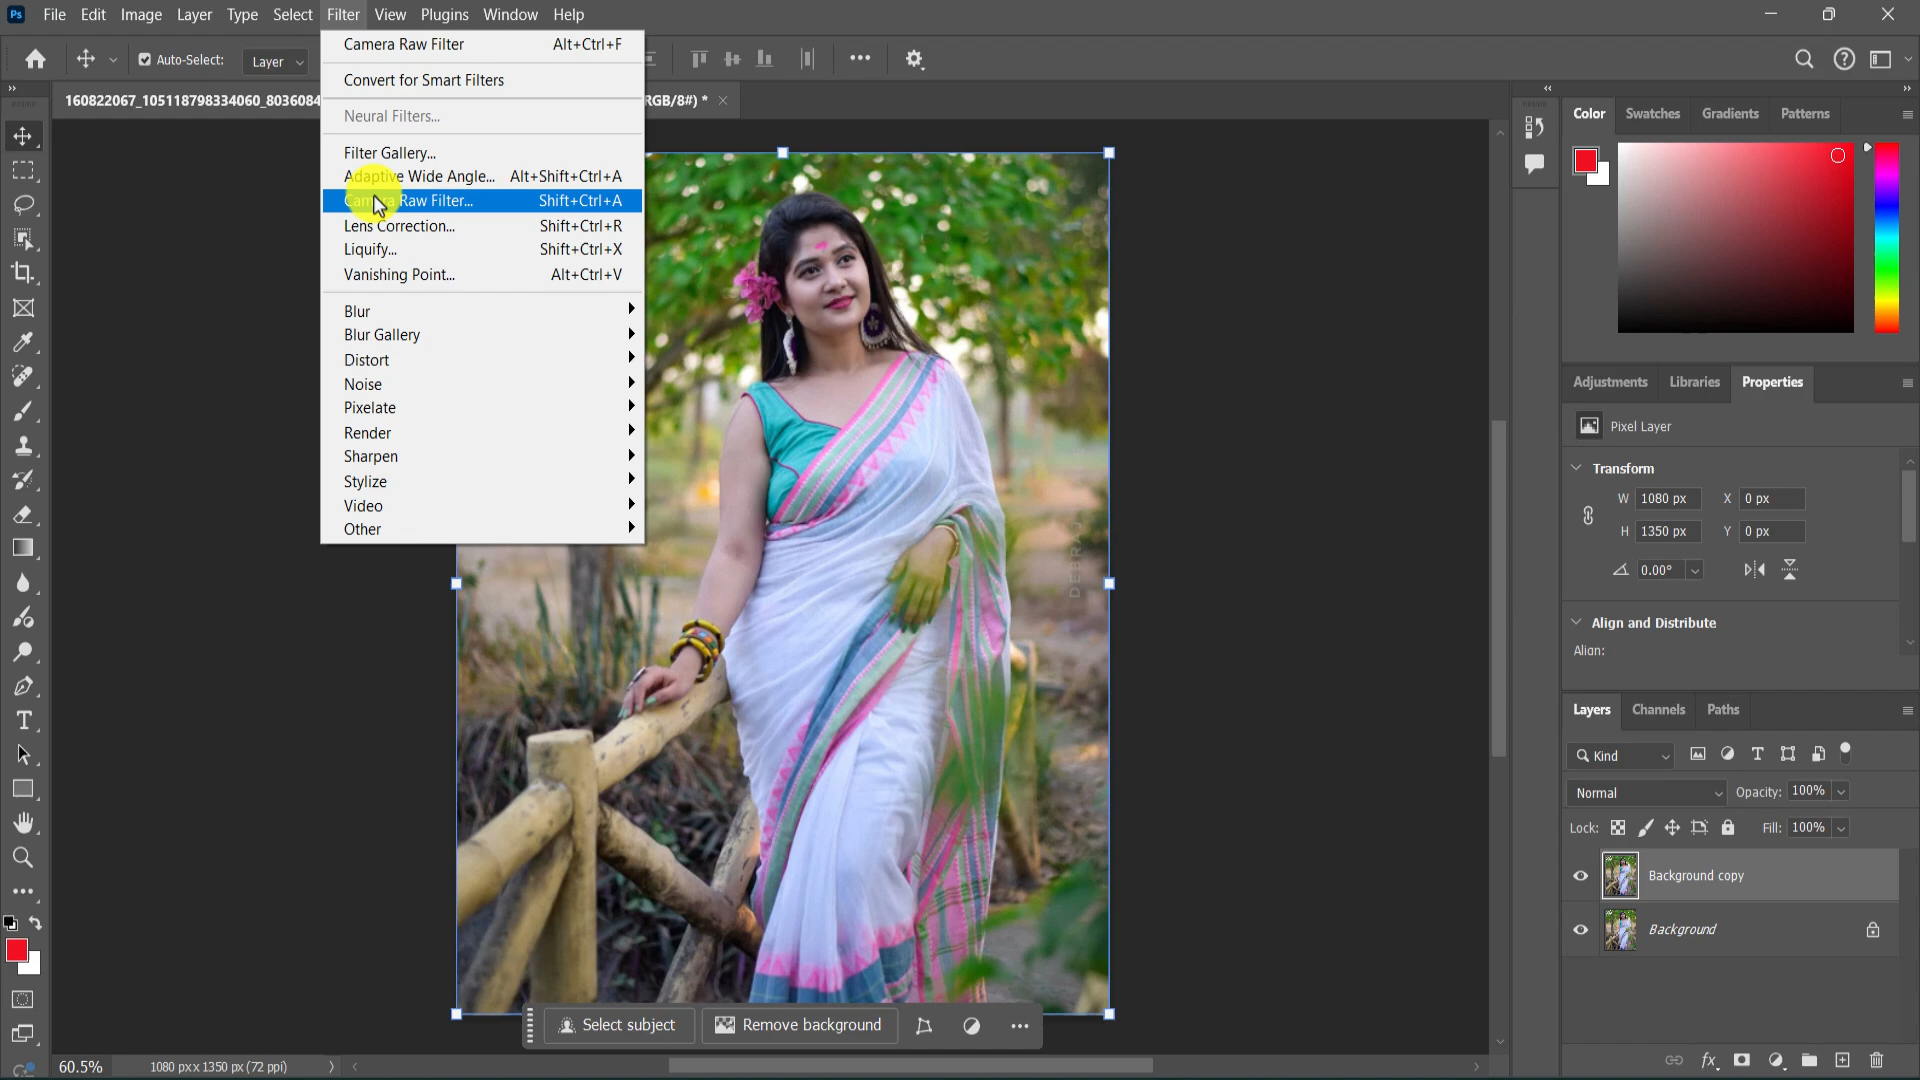 Ps File Edit Image Layer Type Select Filter View Plugins Window Help
Auto-Select: Layer
160822067_105118798334060_8036084 RGB/8#) *
Camera Raw Filter Alt+Ctrl+F
Convert for Smart Filters
Neural Filters...
Filter Gallery...
Adaptive Wide Angle... Alt+Shift+Ctrl+A
Camera Raw Filter... Shift+Ctrl+A
Lens Correction... Shift+Ctrl+R
Liquify... Shift+Ctrl+X
Vanishing Point... Alt+Ctrl+V
Blur
Blur Gallery
Distort
Noise
Pixelate
Render
Sharpen
Stylize
Video
Other
Select subject Remove background
60.5% 1080 px x 1350 px (72 ppi)
Color Swatches Gradients Patterns
Adjustments Libraries Properties
Pixel Layer
Transform
W 1080 px X 0 px
H 1350 px Y 0 px
0.00°
Align and Distribute
Align:
Layers Channels Paths
Kind
Normal Opacity: 100%
Lock: Fill: 100%
Background copy
Background